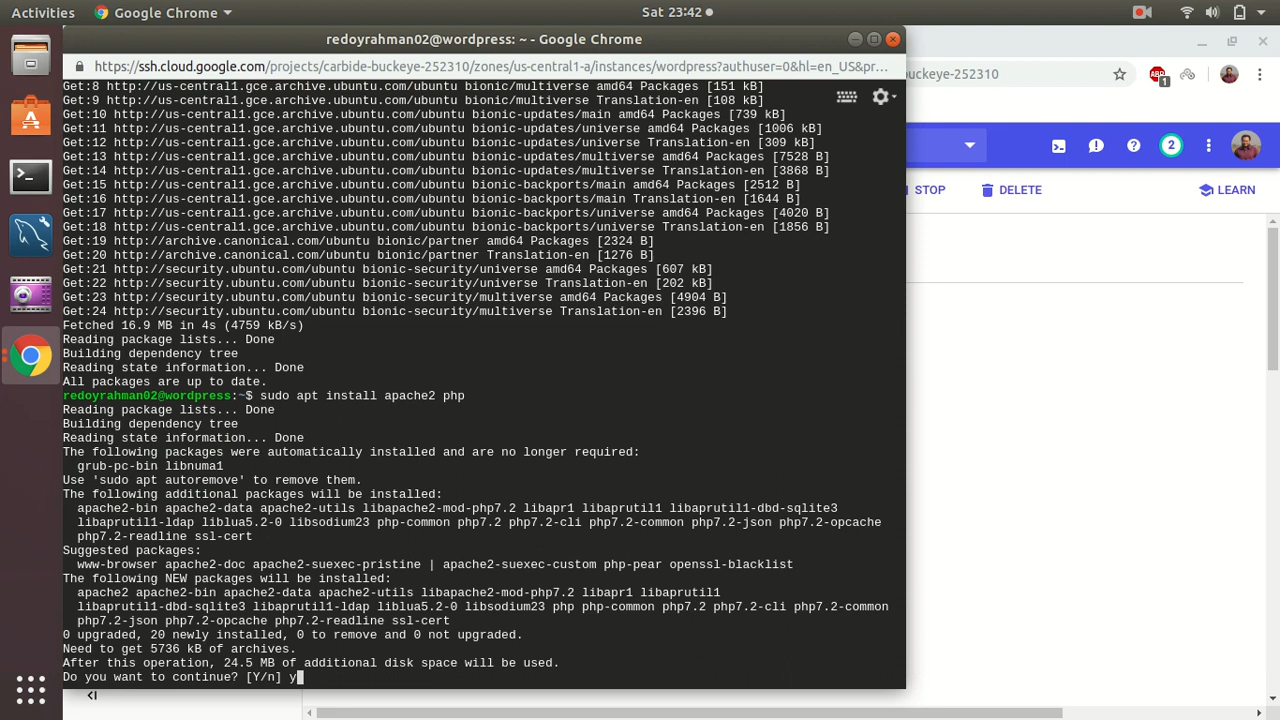 Activities
Google Chrome
Sat 23:42
redoyrahman02@wordpress: ~ - Google Chrome
https://ssh.cloud.google.com/projects/carbide-buckeye-252310/zones/us-central1-a/instances/wordpress?authuser=0&hl=en_US&pr...
buckeye-252310
1
2
STOP
DELETE
LEARN
Get:8 http://us-central1.gce.archive.ubuntu.com/ubuntu bionic/multiverse amd64 Packages [151 kB]
Get:9 http://us-central1.gce.archive.ubuntu.com/ubuntu bionic/multiverse Translation-en [108 kB]
Get:10 http://us-central1.gce.archive.ubuntu.com/ubuntu bionic-updates/main amd64 Packages [739 kB]
Get:11 http://us-central1.gce.archive.ubuntu.com/ubuntu bionic-updates/universe amd64 Packages [1006 kB]
Get:12 http://us-central1.gce.archive.ubuntu.com/ubuntu bionic-updates/universe Translation-en [309 kB]
Get:13 http://us-central1.gce.archive.ubuntu.com/ubuntu bionic-updates/multiverse amd64 Packages [7528 B]
Get:14 http://us-central1.gce.archive.ubuntu.com/ubuntu bionic-updates/multiverse Translation-en [3868 B]
Get:15 http://us-central1.gce.archive.ubuntu.com/ubuntu bionic-backports/main amd64 Packages [2512 B]
Get:16 http://us-central1.gce.archive.ubuntu.com/ubuntu bionic-backports/main Translation-en [1644 B]
Get:17 http://us-central1.gce.archive.ubuntu.com/ubuntu bionic-backports/universe amd64 Packages [4020 B]
Get:18 http://us-central1.gce.archive.ubuntu.com/ubuntu bionic-backports/universe Translation-en [1856 B]
Get:19 http://archive.canonical.com/ubuntu bionic/partner amd64 Packages [2324 B]
Get:20 http://archive.canonical.com/ubuntu bionic/partner Translation-en [1276 B]
Get:21 http://security.ubuntu.com/ubuntu bionic-security/universe amd64 Packages [607 kB]
Get:22 http://security.ubuntu.com/ubuntu bionic-security/universe Translation-en [202 kB]
Get:23 http://security.ubuntu.com/ubuntu bionic-security/multiverse amd64 Packages [4904 B]
Get:24 http://security.ubuntu.com/ubuntu bionic-security/multiverse Translation-en [2396 B]
Fetched 16.9 MB in 4s (4759 kB/s)
Reading package lists... Done
Building dependency tree
Reading state information... Done
All packages are up to date.
redoyrahman02@wordpress:~$ sudo apt install apache2 php
Reading package lists... Done
Building dependency tree
Reading state information... Done
The following packages were automatically installed and are no longer required:
grub-pc-bin libnuma1
Use 'sudo apt autoremove' to remove them.
The following additional packages will be installed:
apache2-bin apache2-data apache2-utils libapache2-mod-php7.2 libapr1 libaprutil1 libaprutil1-dbd-sqlite3
libaprutil1-ldap liblua5.2-0 libsodium23 php-common php7.2 php7.2-cli php7.2-common php7.2-json php7.2-opcache
php7.2-readline ssl-cert
Suggested packages:
www-browser apache2-doc apache2-suexec-pristine | apache2-suexec-custom php-pear openssl-blacklist
The following NEW packages will be installed:
apache2 apache2-bin apache2-data apache2-utils libapache2-mod-php7.2 libapr1 libaprutil1
libaprutil1-dbd-sqlite3 libaprutil1-ldap liblua5.2-0 libsodium23 php php-common php7.2 php7.2-cli php7.2-common
php7.2-json php7.2-opcache php7.2-readline ssl-cert
0 upgraded, 20 newly installed, 0 to remove and 0 not upgraded.
Need to get 5736 kB of archives.
After this operation, 24.5 MB of additional disk space will be used.
Do you want to continue? [Y/n] y